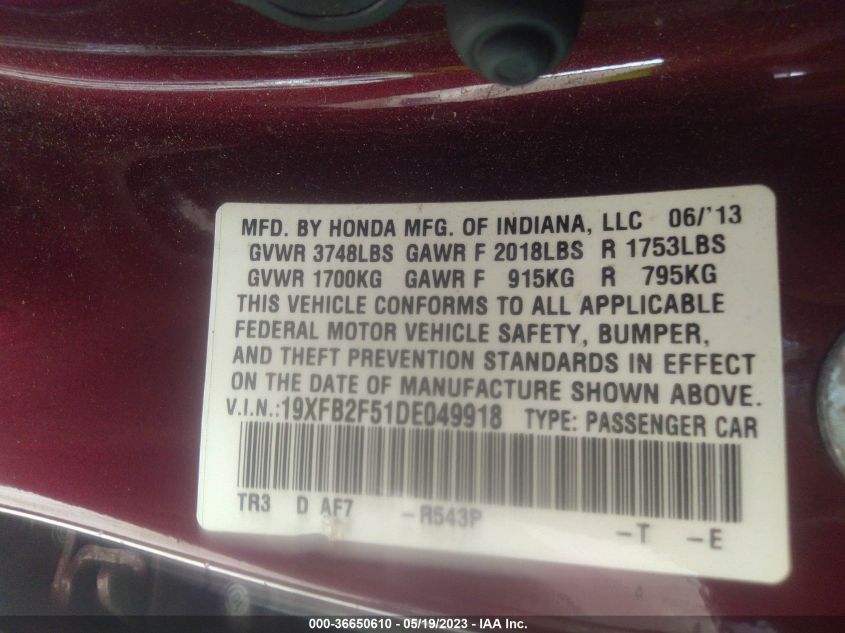 MFD. BY HONDA MFG. OF INDIANA, LLC 06/'13
GVWR 3748LBS GAWR F 2018LBS R 1753LBS
GVWR 1700KG GAWR F 915KG R 795KG
THIS VEHICLE CONFORMS TO ALL APPLICABLE
FEDERAL MOTOR VEHICLE SAFETY, BUMPER,
AND THEFT PREVENTION STANDARDS IN EFFECT
ON THE DATE OF MANUFACTURE SHOWN ABOVE.
V.I.N.:19XFB2F51DE049918 TYPE: PASSENGER CAR
TR3 D AF7 -R543P -T -E
000-36650610 - 05/19/2023 - IAA Inc.